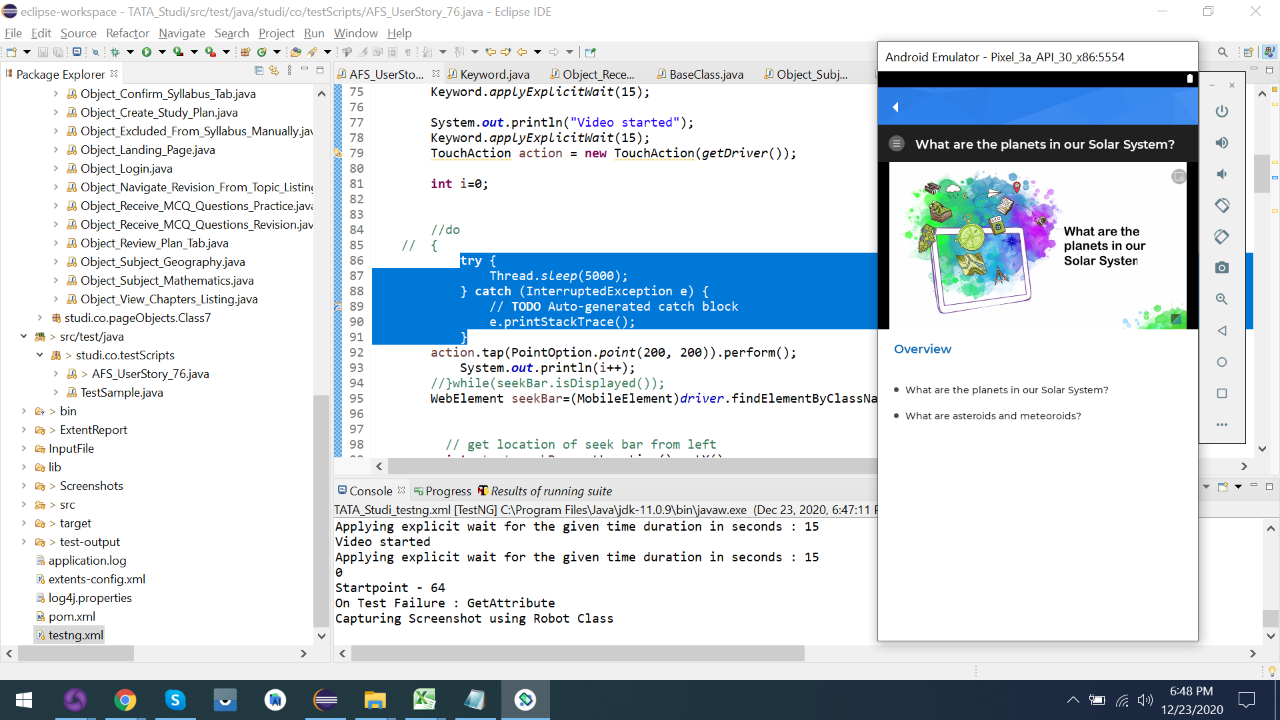 eclipse-workspace - TATA_Studi/src/test/java/studi/co/testScripts/AFS_UserStory_76.java - Eclipse IDE
File Edit Source Refactor Navigate Search Project Run Window Help
Package Explorer
Object_Confirm_Syllabus_Tab.java
Object_Create_Study_Plan.java
Object_Excluded_From_Syllabus_Manually.jav
Object_Landing_Page.java
Object_Login.java
Object_Navigate_Revision_From_Topic_Listing
Object_Receive_MCQ_Questions_Practice.java
Object_Receive_MCQ_Questions_Revision.jav
Object_Review_Plan_Tab.java
Object_Subject_Geography.java
Object_Subject_Mathematics.java
Object_View_Chapters_Listing.java
studi.co.pageObjects.Class7
> src/test/java
> studi.co.testScripts
> AFS_UserStory_76.java
TestSample.java
> bin
> ExtentReport
InputFile
lib
> Screenshots
> src
> target
> test-output
application.log
extents-config.xml
log4j.properties
pom.xml
testng.xml
AFS_UserSto... Keyword.java Object_Rece... BaseClass.java Object_Subj...
75 Keyword.applyExplicitWait(15);
76
77 System.out.println("Video started");
78 Keyword.applyExplicitWait(15);
79 TouchAction action = new TouchAction(getDriver());
80
81 int i=0;
82
83
84 //do
85 // {
86 try {
87 Thread.sleep(5000);
88 } catch (InterruptedException e) {
89 // TODO Auto-generated catch block
90 e.printStackTrace();
91 }
92 action.tap(PointOption.point(200, 200)).perform();
93 System.out.println(i++);
94 //}while(seekBar.isDisplayed());
95 WebElement seekBar=(MobileElement)driver.findElementByClassNa
96
97
98 // get location of seek bar from left
Console Progress Results of running suite
TATA_Studi_testng.xml [TestNG] C:\Program Files\Java\jdk-11.0.9\bin\javaw.exe (Dec 23, 2020, 6:47:11 P
Applying explicit wait for the given time duration in seconds : 15
Video started
Applying explicit wait for the given time duration in seconds : 15
0
Startpoint - 64
On Test Failure : GetAttribute
Capturing Screenshot using Robot Class
Android Emulator - Pixel_3a_API_30_x86:5554
What are the planets in our Solar System?
What are the
planets in our
Solar System
Overview
What are the planets in our Solar System?
What are asteroids and meteoroids?
6:48 PM
12/23/2020